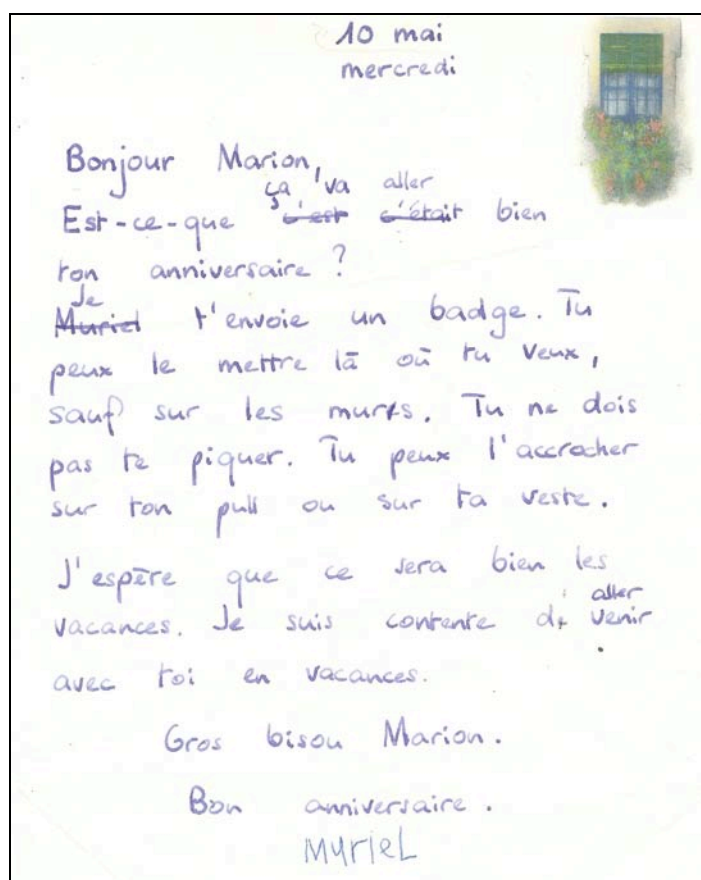 10 mai
mercredi
Bonjour Marion,
ça va aller
Est-ce-que c'est c'était bien
ton anniversaire ?
Je
Muriel t'envoie un badge. Tu
peux le mettre là où tu veux,
sauf sur les murs. Tu ne dois
pas te piquer. Tu peux l'accrocher
sur ton pull ou sur ta veste.
J'espère que ce sera bien les
aller
vacances. Je suis contente d' venir
avec toi en vacances.
Gros bisou Marion.
Bon anniversaire.
MurieL